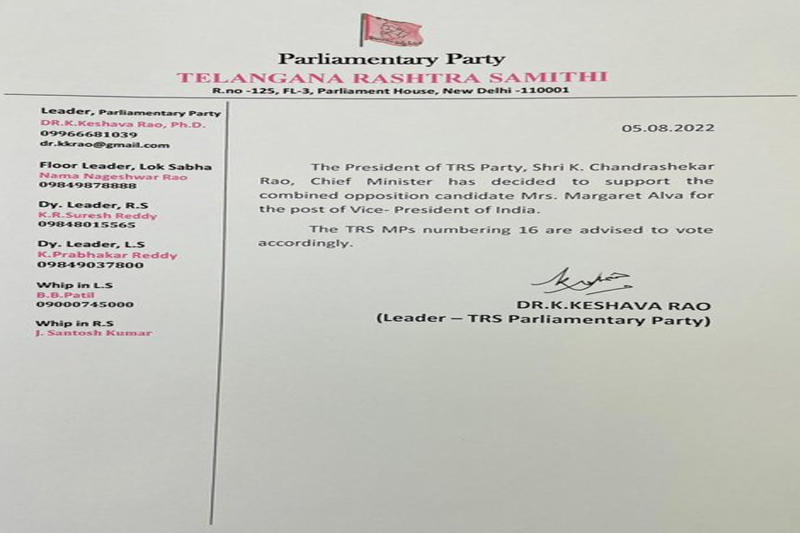 Parliamentary Party
TELANGANA RASHTRA SAMITHI
R.no -125, FL-3, Parliament House, New Delhi -110001
Leader, Parliamentary Party
DR.K.Keshava Rao, Ph.D.
09966681039
dr.kkrao@gmail.com
Floor Leader, Lok Sabha
Nama Nageshwar Rao
09849878888
Dy. Leader, R.S
K.R.Suresh Reddy
09848015565
Dy. Leader, L.S
K.Prabhakar Reddy
09849037800
Whip in L.S
B.B.Patil
09000745000
Whip in R.S
J. Santosh Kumar
05.08.2022
The President of TRS Party, Shri K. Chandrashekar
Rao, Chief Minister has decided to support the
combined opposition candidate Mrs. Margaret Alva for
the post of Vice- President of India.
The TRS MPs numbering 16 are advised to vote
accordingly.
DR.K.KESHAVA RAO
(Leader – TRS Parliamentary Party)